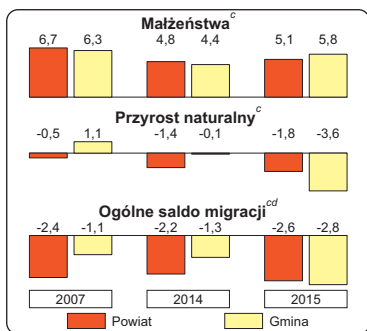 Małżeństwa c
6,7 6,3 4,8 4,4 5,1 5,8
Przyrost naturalny c
-0,5 1,1 -1,4 -0,1 -1,8 -3,6
Ogólne saldo migracji cd
-2,4 -1,1 -2,2 -1,3 -2,6 -2,8
2007 2014 2015
Powiat Gmina